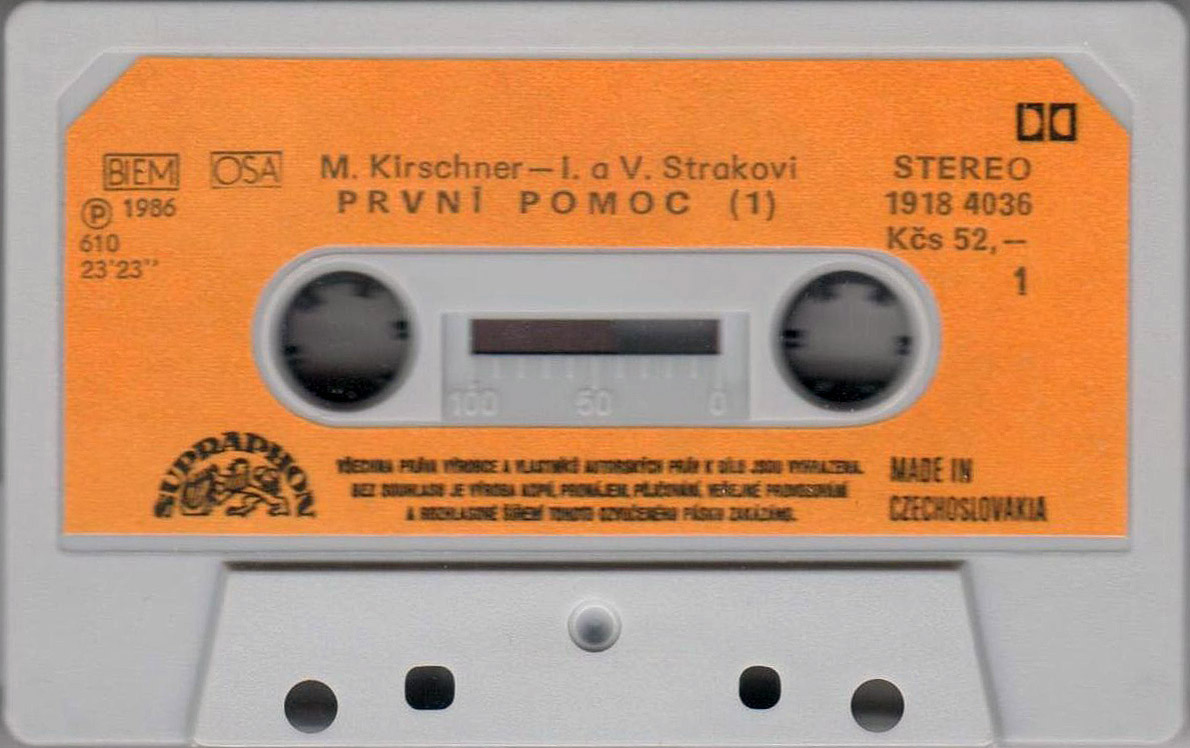 BIEM OSA
Ⓟ 1986
610
23'23''
M. Kirschner – I. a V. Strakovi
PRVNÍ POMOC (1)
STEREO
1918 4036
Kčs 52,—
1
100 50 0
SUPRAPHON
VŠECHNA PRÁVA VÝROBCE A VLASTNÍKŮ AUTORSKÝCH PRÁV K DÍLU JSOU VYHRAZENA.
BEZ SOUHLASU JE VÝROBA KOPIÍ, PRONÁJEM, PŮJČOVÁNÍ, VEŘEJNÉ PROVOZOVÁNÍ
A ROZHLASOVÉ ŠÍŘENÍ TOHOTO OZVUČENÉHO PÁSKU ZAKÁZÁNO.
MADE IN
CZECHOSLOVAKIA